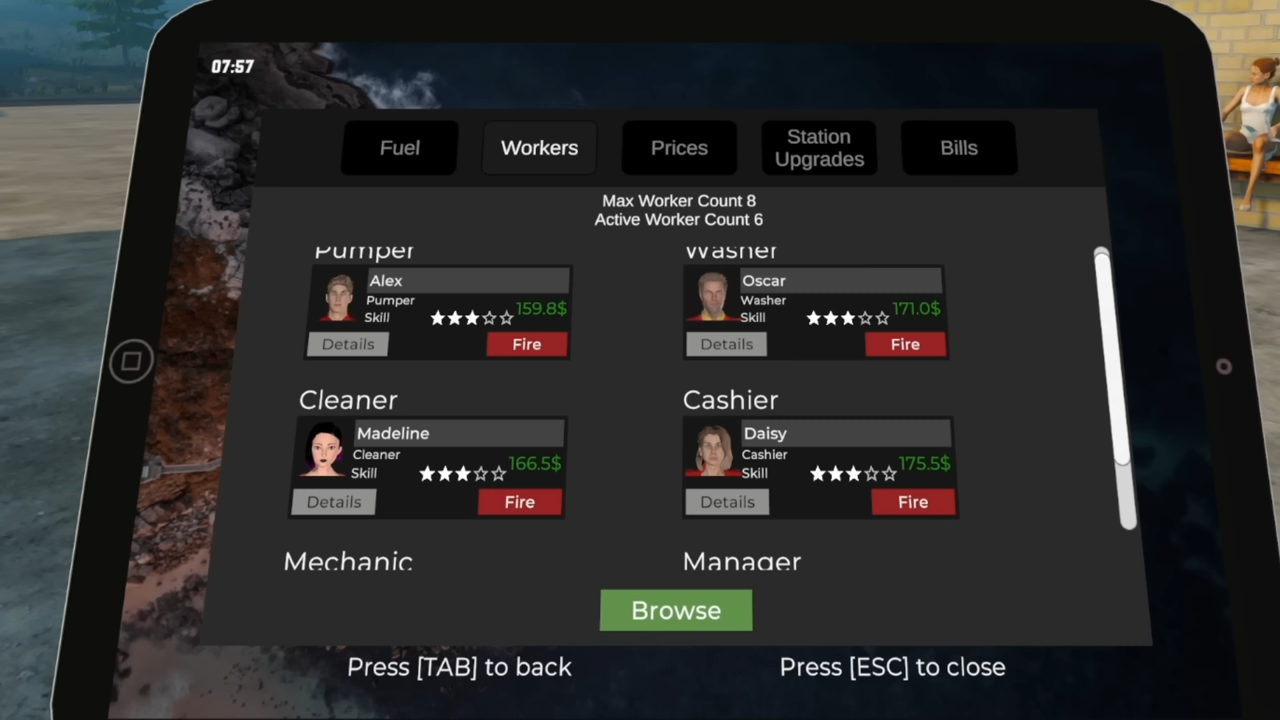 07:57
Fuel
Workers
Prices
Station
Upgrades
Bills
Max Worker Count 8
Active Worker Count 6
Pumper
Washer
Alex
Pumper
Skill
159.8$
Details
Fire
Oscar
Washer
Skill
171.0$
Details
Fire
Cleaner
Cashier
Madeline
Cleaner
Skill
166.5$
Details
Fire
Daisy
Cashier
Skill
175.5$
Details
Fire
Mechanic
Manager
Browse
Press [TAB] to back
Press [ESC] to close